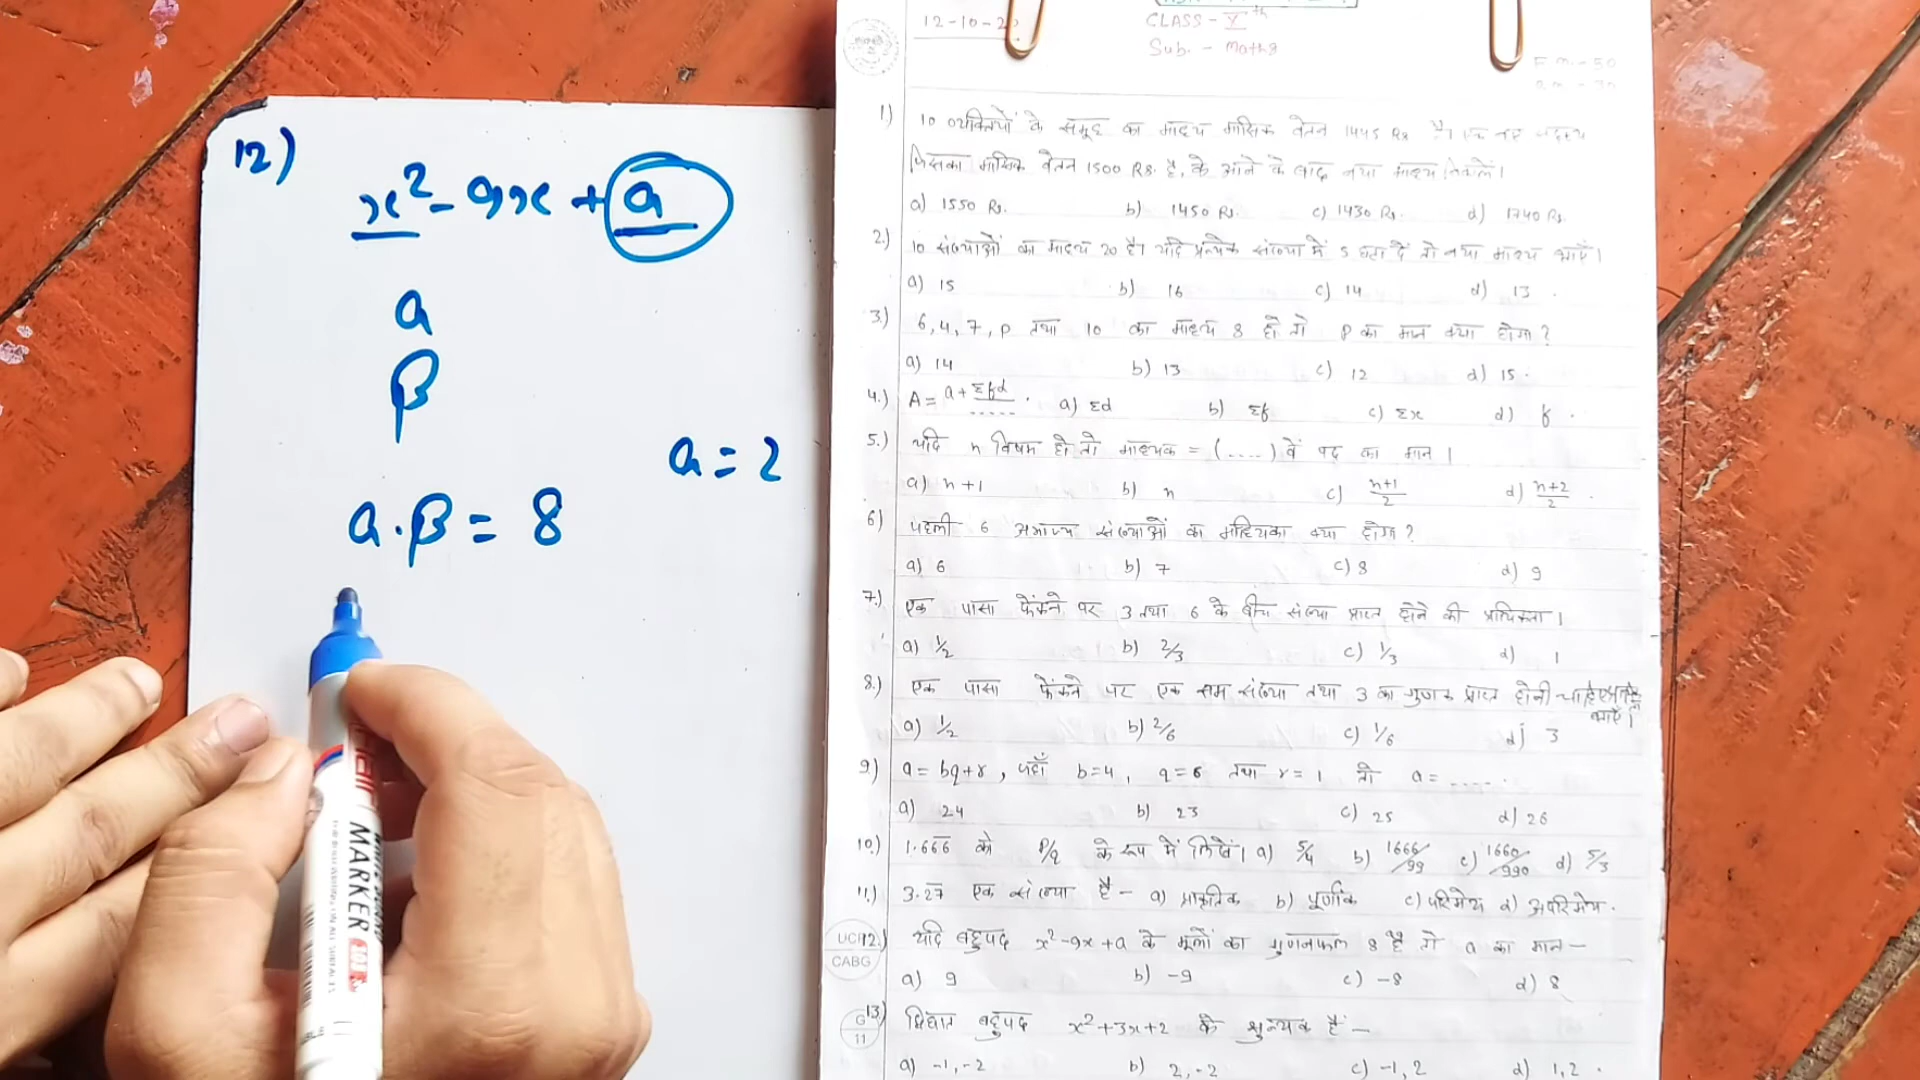 12)
x² - 9x + a
α
β
a = 2
α . β = 8
MARKER
12-10-2
CLASS - V th
Sub. - Maths
F.M - 50
1) 10 व्यक्तियों के समूह का माध्य मासिक वेतन 1445 Rs है। एक नए सदस्य
जिसका मासिक वेतन 1500 Rs. है, के आने के बाद नया माध्य निकालें।
a) 1550 Rs. b) 1450 Rs. c) 1430 Rs. d) 1740 Rs.
2.) 10 संख्याओं का माध्य 20 है। यदि प्रत्येक संख्या में 5 घटा दें तो नया माध्य बताएँ।
a) 15 b) 16 c) 14 d) 13 .
3.) 6, 4, 7, P तथा 10 का माध्य 8 हो तो P का मान क्या होगा ?
a) 14 b) 13 c) 12 d) 15 .
4.) A = a + Σfd/..... . a) Σd b) Σf c) Σx d) f .
5.) यदि n विषम हो तो माध्यक = (....) वें पद का मान ।
a) n+1 b) n c) n+1/2 d) n+2/2 .
6) पहली 6 अभाज्य संख्याओं का माध्यिका क्या होगा ?
a) 6 b) 7 c) 8 d) 9
7.) एक पासा फेंकने पर 3 तथा 6 के बीच संख्या प्राप्त होने की प्रायिकता ।
a) 1/2 b) 2/3 c) 1/3 d) 1
8.) एक पासा फेंकने पर एक सम संख्या तथा 3 का गुणक प्राप्त होनी
a) 1/2 b) 2/6 c) 1/6 d) 3
9.) a = bq+r, जहाँ b=4, q=6 तथा r=1 तो a = .....
a) 24 b) 23 c) 25 d) 26
10.) 1.666 को P/q के रूप में लिखें। a) 5/4 b) 1666/99 c) 1660/990 d) 5/3
11.) 3.27 एक संख्या है - a) प्राकृतिक b) पूर्णांक c) परिमेय d) अपरिमेय .
12.) यदि बहुपद x²-9x+a के मूलों का गुणनफल 8 है तो a का मान -
a) 9 b) -9 c) -8 d) 8
13) द्विघात बहुपद x²+3x+2 के शून्यक हैं -
a) -1, -2 b) 2, -2 c) -1, 2 d) 1, 2 .
UCP
CABG
G
11